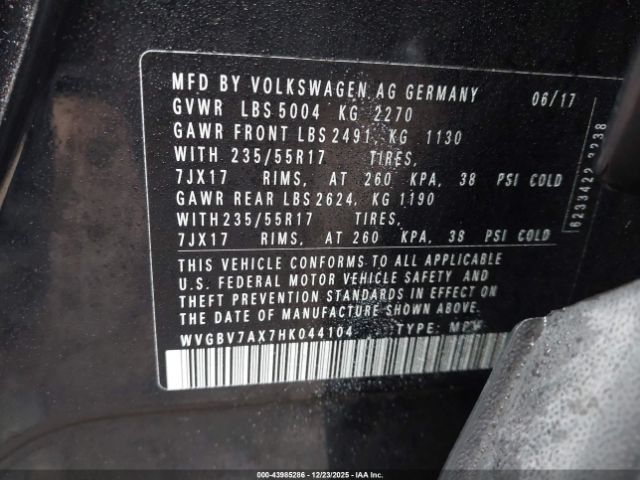 MFD BY VOLKSWAGEN AG GERMANY 06/17
GVWR LBS 5004 KG 2270
GAWR FRONT LBS 2491, KG 1130
WITH 235/55R17 TIRES,
7JX17 RIMS, AT 260 KPA, 38 PSI COLD
GAWR REAR LBS 2624, KG 1190
WITH 235/55R17 TIRES,
7JX17 RIMS, AT 260 KPA, 38 PSI COLD
THIS VEHICLE CONFORMS TO ALL APPLICABLE
U.S. FEDERAL MOTOR VEHICLE SAFETY AND
THEFT PREVENTION STANDARDS IN EFFECT ON
THE DATE OF MANUFACTURE SHOWN ABOVE.
WVGBV7AX7HK044104 TYPE: MPV
000-43985286 12/23/2025 IAAI.COM